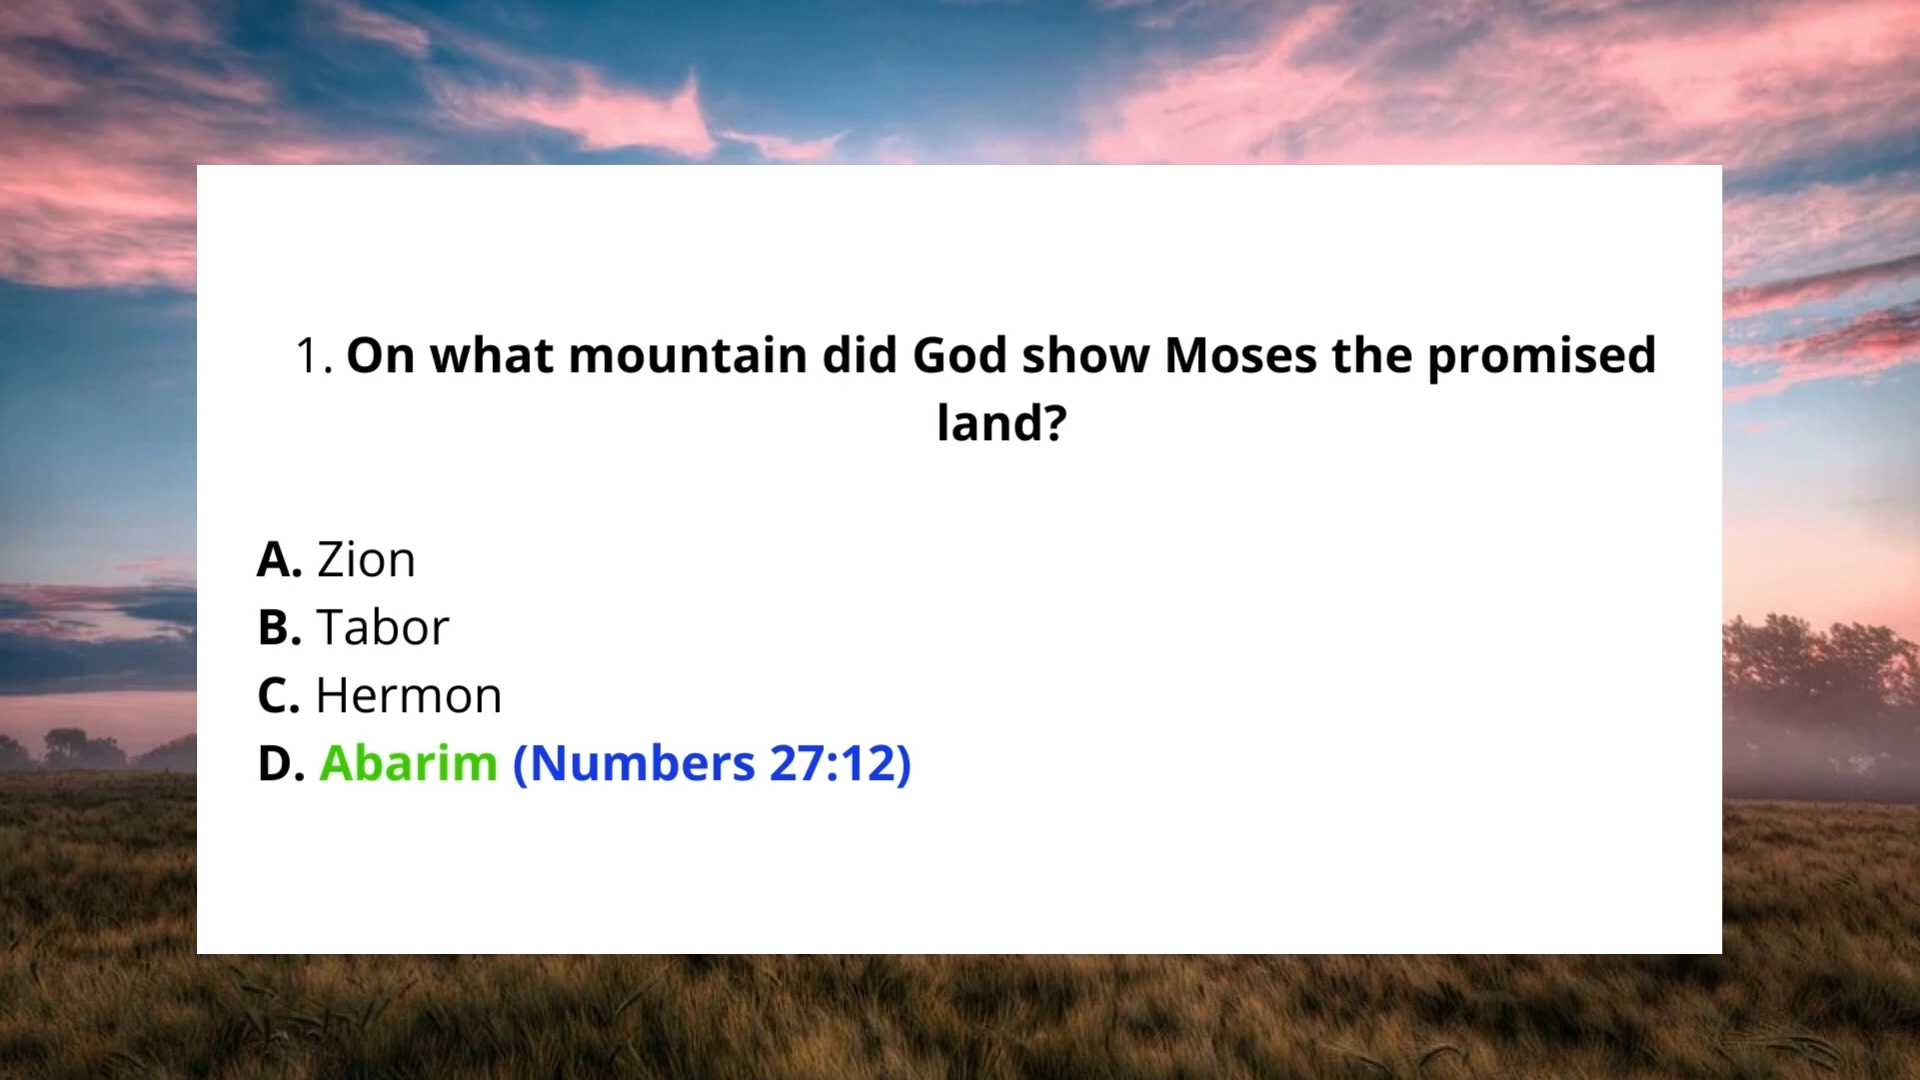 1. On what mountain did God show Moses the promised
land?
A. Zion
B. Tabor
C. Hermon
D. Abarim (Numbers 27:12)